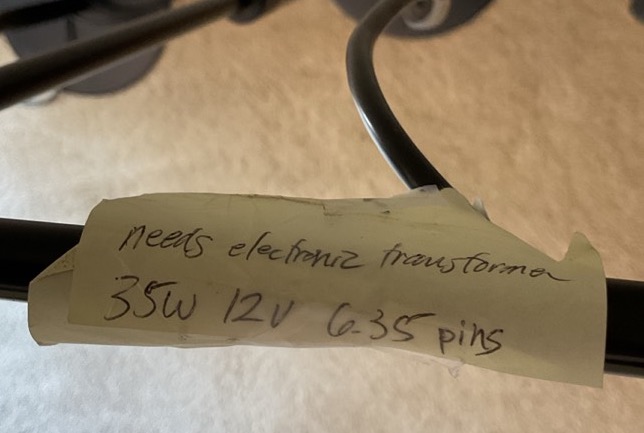 needs electronic transformer
35W 12V 6.35 pins